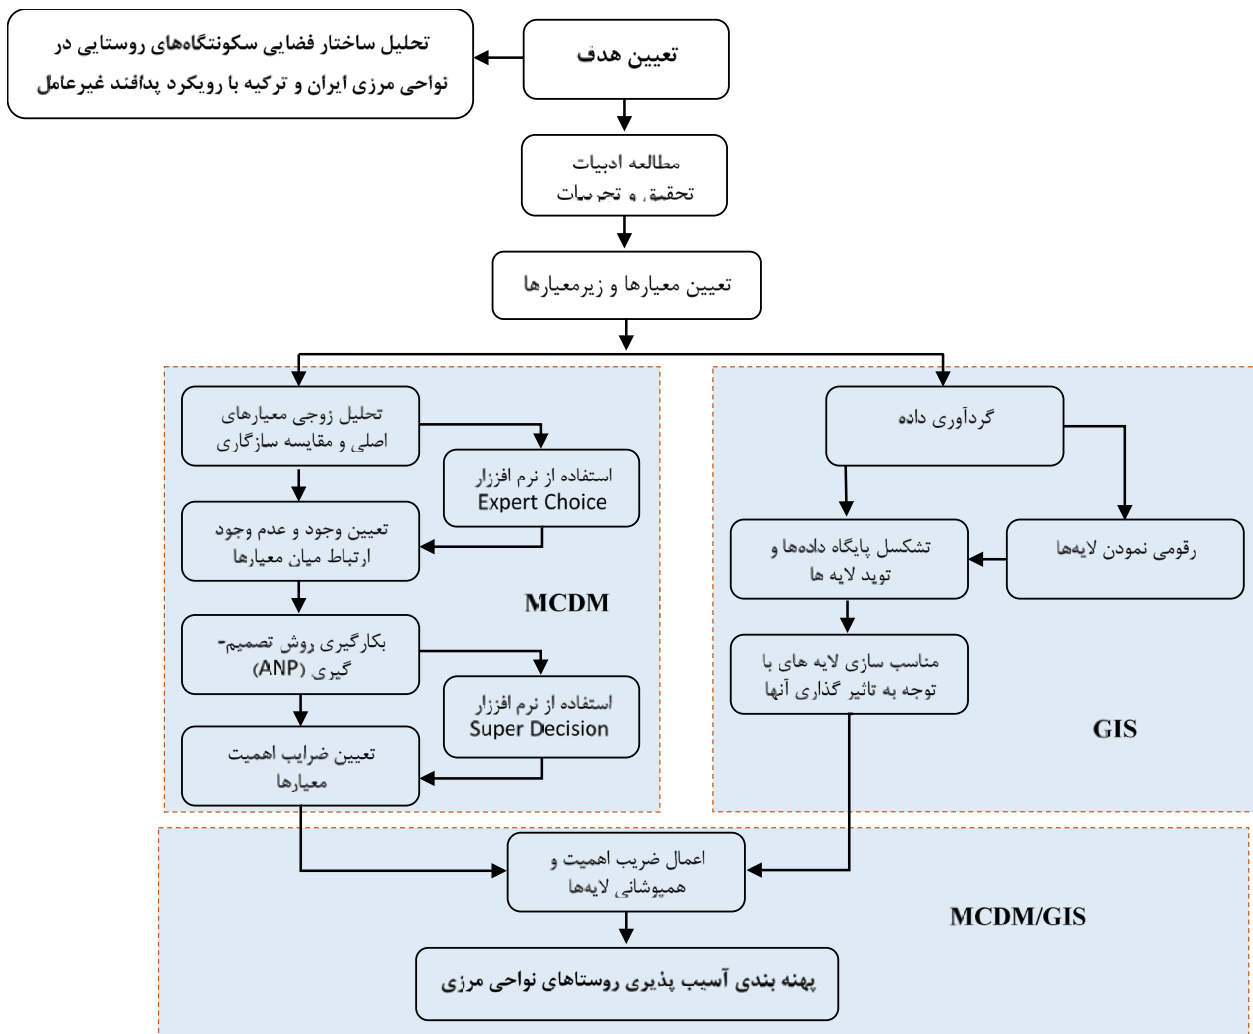 تعیین هدف
تحلیل ساختار فضایی سکونتگاه‌های روستایی در
نواحی مرزی ایران و ترکیه با رویکرد پدافند غیرعامل
مطالعه ادبیات
تحقیق و تجربیات
تعیین معیارها و زیرمعیارها
گردآوری داده
رقومی نمودن لایه‌ها
تشکسل پایگاه داده‌ها و
توید لایه ها
مناسب سازی لایه های با
توجه به تاثیر گذاری آنها
GIS
تحلیل زوجی معیارهای
اصلی و مقایسه سازگاری
استفاده از نرم افززار
Expert Choice
تعیین وجود و عدم وجود
ارتباط میان معیارها
MCDM
بکارگیری روش تصمیم-
گیری (ANP)
استفاده از نرم افززار
Super Decision
تعیین ضرایب اهمیت
معیارها
اعمال ضریب اهمیت و
همپوشانی لایه‌ها
MCDM/GIS
پهنه بندی آسیب پذیری روستاهای نواحی مرزی